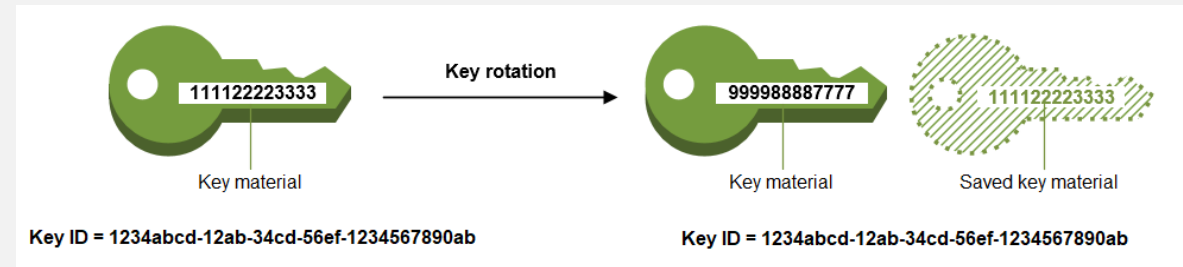 Key rotation
111122223333
999988887777
111122223333
Key material
Key material
Saved key material
Key ID = 1234abcd-12ab-34cd-56ef-1234567890ab
Key ID = 1234abcd-12ab-34cd-56ef-1234567890ab